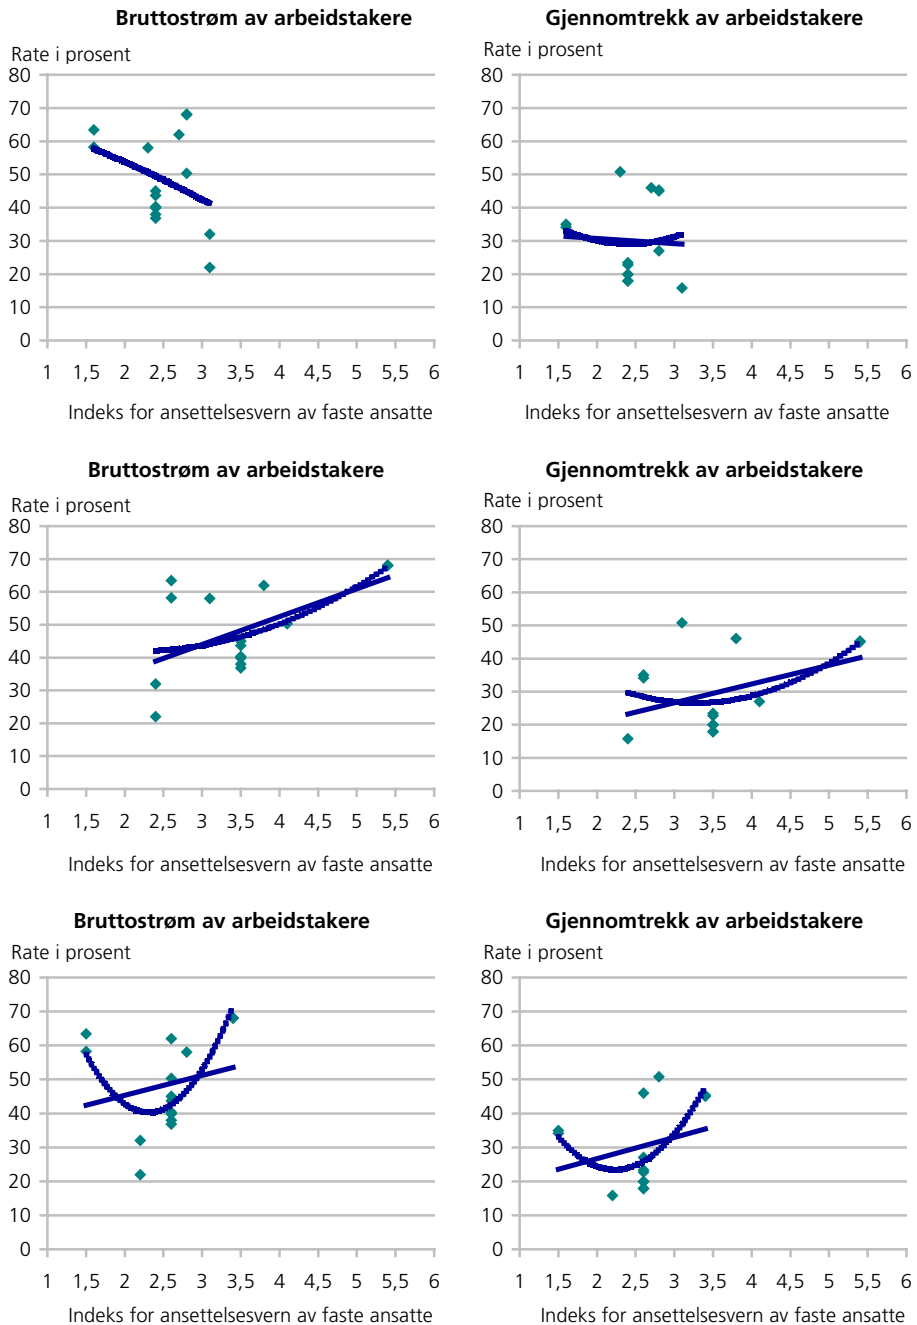 Bruttostrøm av arbeidstakere
Rate i prosent
80
70
60
50
40
30
20
10
0
1 1,5 2 2,5 3 3,5 4 4,5 5 5,5 6
Indeks for ansettelsesvern av faste ansatte
Gjennomtrekk av arbeidstakere
Rate i prosent
80
70
60
50
40
30
20
10
0
1 1,5 2 2,5 3 3,5 4 4,5 5 5,5 6
Indeks for ansettelsesvern av faste ansatte
Bruttostrøm av arbeidstakere
Rate i prosent
80
70
60
50
40
30
20
10
0
1 1,5 2 2,5 3 3,5 4 4,5 5 5,5 6
Indeks for ansettelsesvern av faste ansatte
Gjennomtrekk av arbeidstakere
Rate i prosent
80
70
60
50
40
30
20
10
0
1 1,5 2 2,5 3 3,5 4 4,5 5 5,5 6
Indeks for ansettelsesvern av faste ansatte
Bruttostrøm av arbeidstakere
Rate i prosent
80
70
60
50
40
30
20
10
0
1 1,5 2 2,5 3 3,5 4 4,5 5 5,5 6
Indeks for ansettelsesvern av faste ansatte
Gjennomtrekk av arbeidstakere
Rate i prosent
80
70
60
50
40
30
20
10
0
1 1,5 2 2,5 3 3,5 4 4,5 5 5,5 6
Indeks for ansettelsesvern av faste ansatte